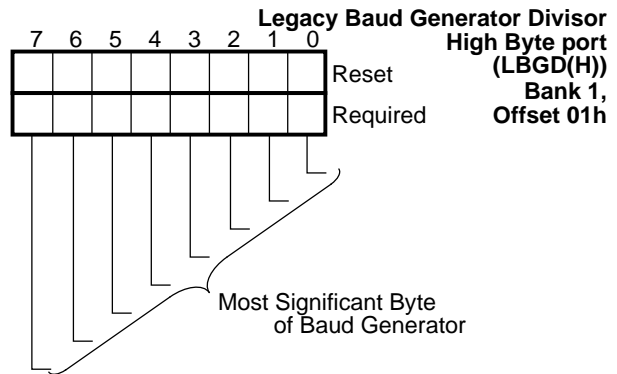 Legacy Baud Generator Divisor
High Byte port
(LBGD(H))
Bank 1,
Offset 01h
7 6 5 4 3 2 1 0
Reset
Required
Most Significant Byte
of Baud Generator